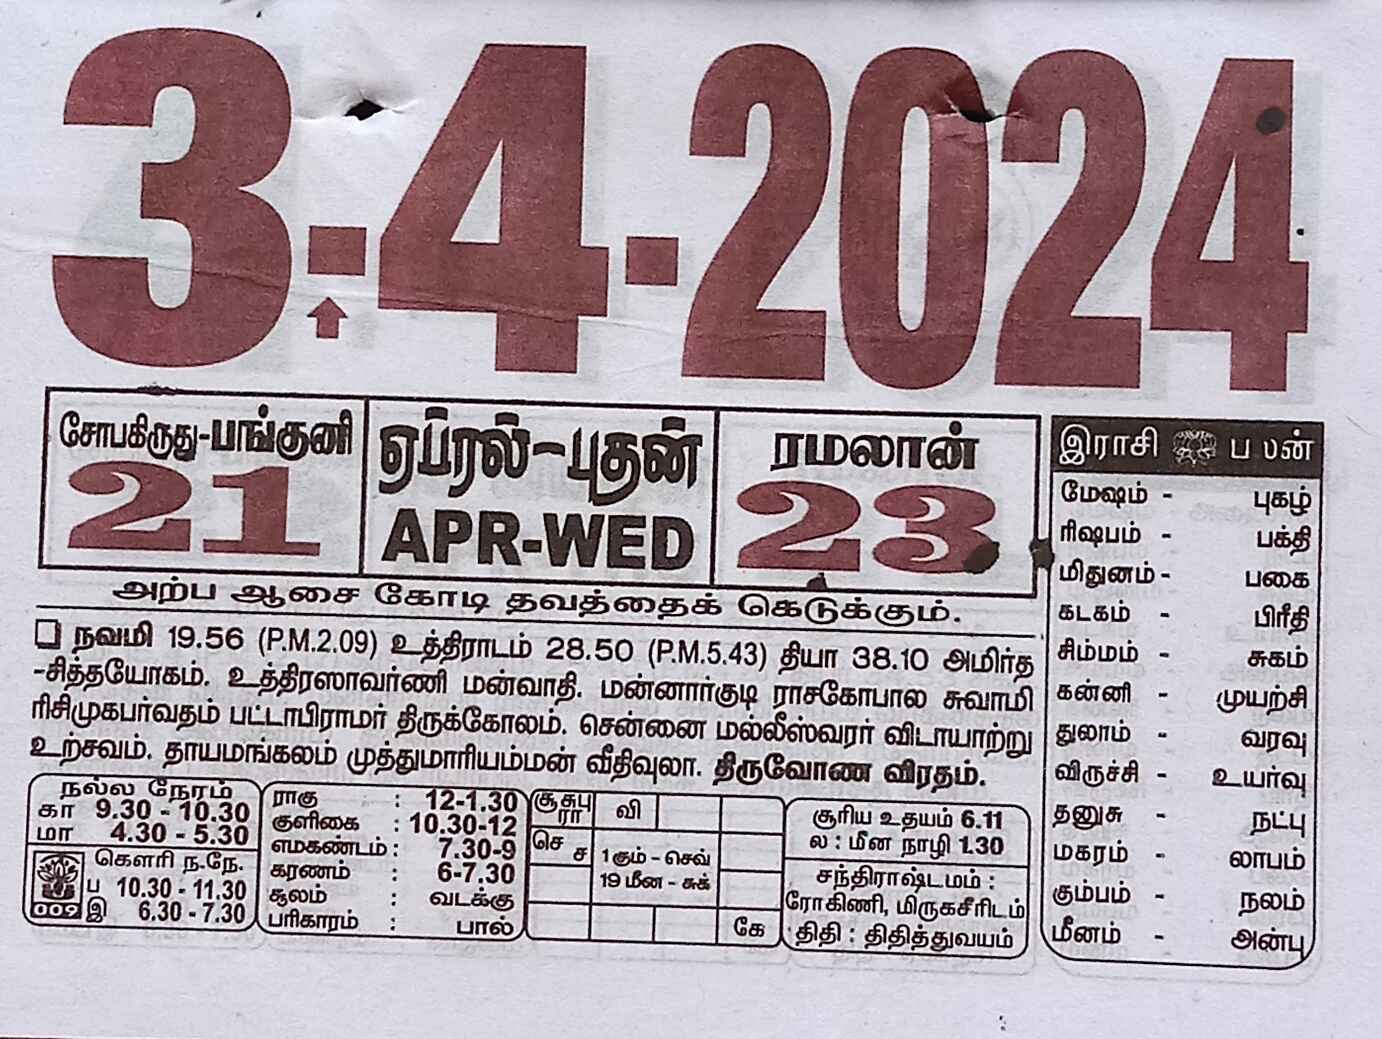 3-4-2024
சோபகிருது-பங்குனி
21
ஏப்ரல்-புதன்
APR-WED
ரமலான்
23
அற்ப ஆசை கோடி தவத்தைக் கெடுக்கும்.
❑ நவமி 19.56 (P.M.2.09) உத்திராடம் 28.50 (P.M.5.43) தியா 38.10 அமிர்த
-சித்தயோகம். உத்திரஸாவர்ணி மன்வாதி. மன்னார்குடி ராசகோபால சுவாமி
ரிசிமுகபர்வதம் பட்டாபிராமர் திருக்கோலம். சென்னை மல்லீஸ்வரர் விடாயாற்று
உற்சவம். தாயமங்கலம் முத்துமாரியம்மன் வீதிவுலா. திருவோண விரதம்.
நல்ல நேரம்
கா 9.30 - 10.30
மா 4.30 - 5.30
கௌரி ந.நே.
ப 10.30 - 11.30
இ 6.30 - 7.30
009
ராகு : 12-1.30
குளிகை : 10.30-12
எமகண்டம் : 7.30-9
கரணம் : 6-7.30
சூலம் : வடக்கு
பரிகாரம் : பால்
சூ சு பு
ரா
வி
செ
ச
1 கும் - செவ்
19 மீன - சுக்
கே
சூரிய உதயம் 6.11
ல : மீன நாழி 1.30
சந்திராஷ்டமம் :
ரோகிணி, மிருகசீரிடம்
திதி : திதித்துவயம்
இராசி பலன்
மேஷம் - புகழ்
ரிஷபம் - பக்தி
மிதுனம் - பகை
கடகம் - பிரீதி
சிம்மம் - சுகம்
கன்னி - முயற்சி
துலாம் - வரவு
விருச்சி - உயர்வு
தனுசு - நட்பு
மகரம் - லாபம்
கும்பம் - நலம்
மீனம் - அன்பு